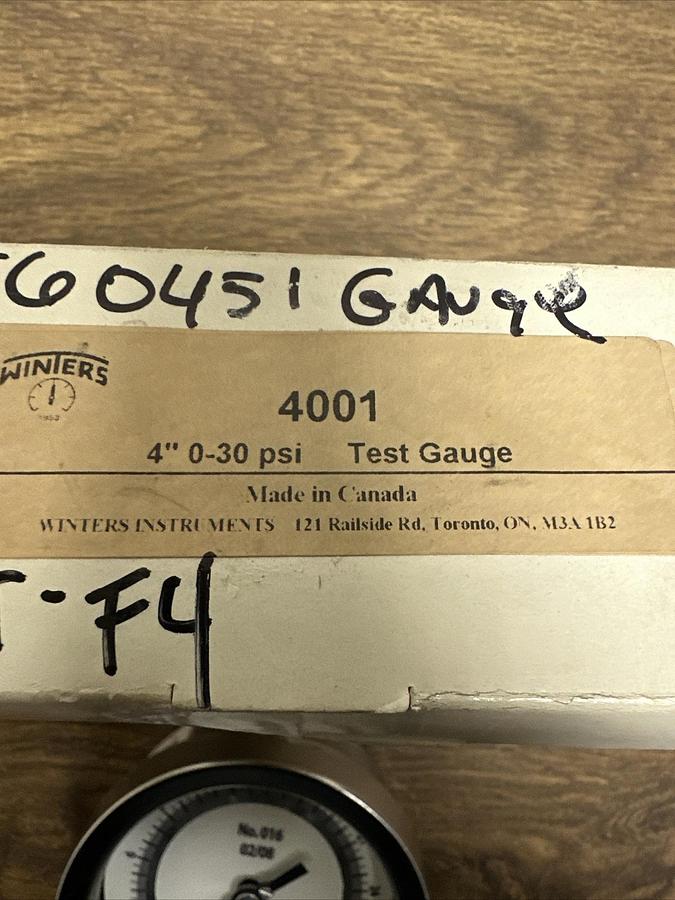 60451 GAUGE
WINTERS
1953
4001
4" 0-30 psi Test Gauge
Made in Canada
WINTERS INSTRUMENTS 121 Railside Rd, Toronto, ON, M3A 1B2
-F4
No.016
02/08